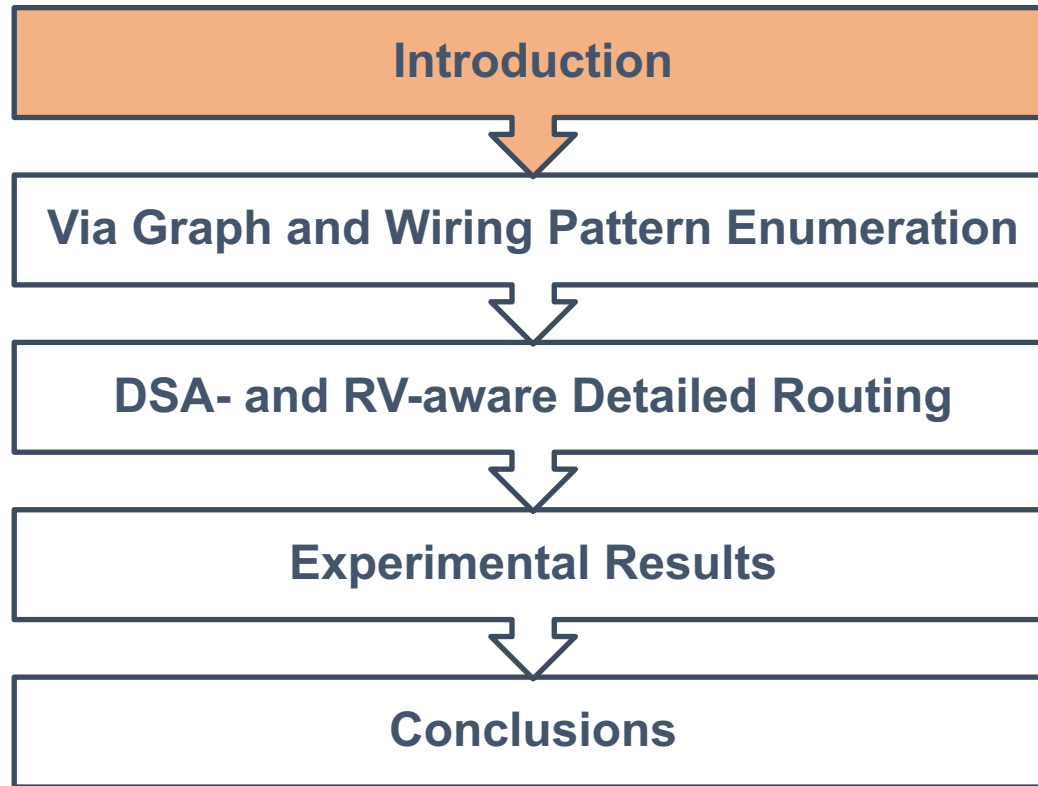 Introduction
Via Graph and Wiring Pattern Enumeration
DSA- and RV-aware Detailed Routing
Experimental Results
Conclusions